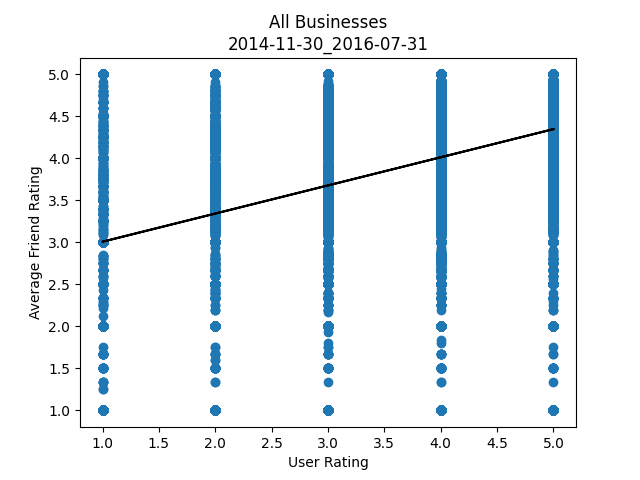 All Businesses
2014-11-30_2016-07-31
5.0
4.5
4.0
3.5
3.0
2.5
2.0
1.5
1.0
Average Friend Rating
1.0 1.5 2.0 2.5 3.0 3.5 4.0 4.5 5.0
User Rating